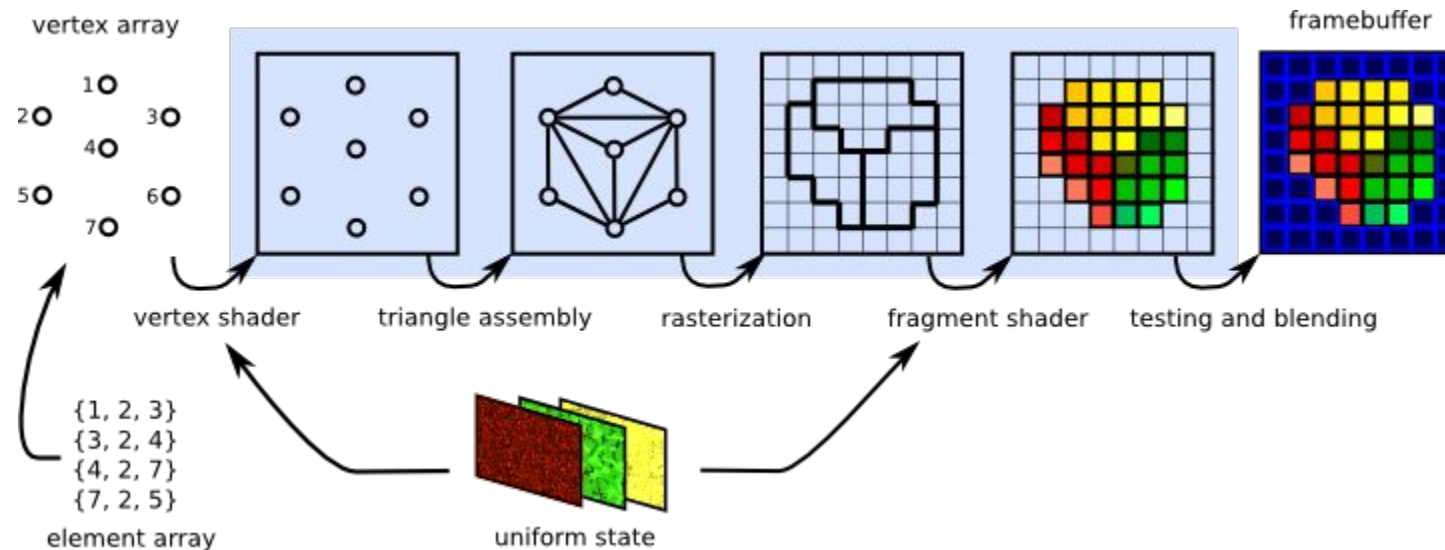 vertex array
framebuffer
1
2
3
4
5
6
7
vertex shader
triangle assembly
rasterization
fragment shader
testing and blending
{1, 2, 3}
{3, 2, 4}
{4, 2, 7}
{7, 2, 5}
element array
uniform state